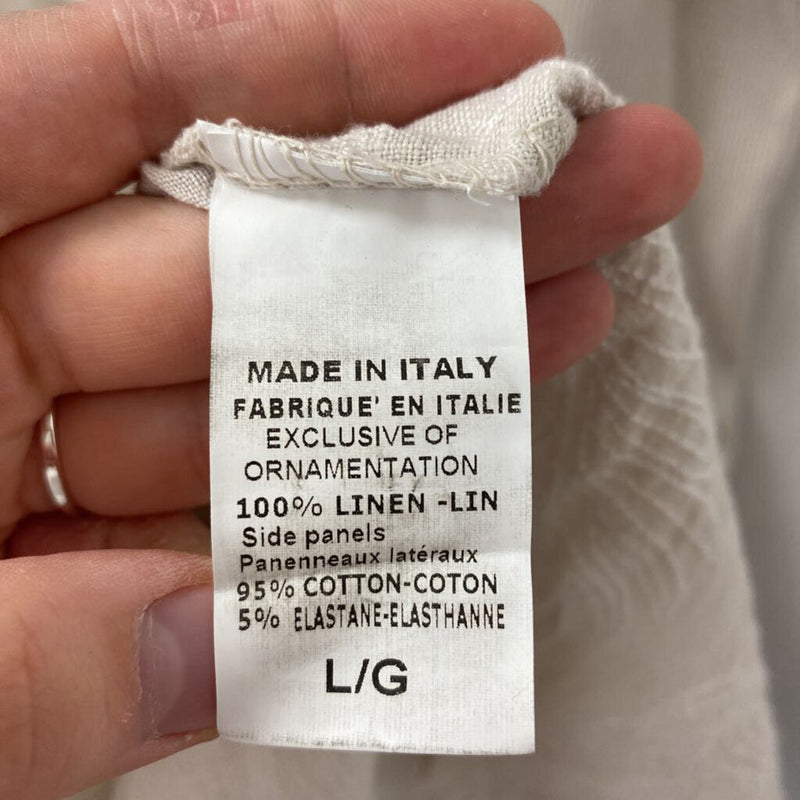 MADE IN ITALY
FABRIQUE' EN ITALIE
EXCLUSIVE OF
ORNAMENTATION
100% LINEN -LIN
Side panels
Panenneaux latéraux
95% COTTON-COTON
5% ELASTANE-ELASTHANNE
L/G